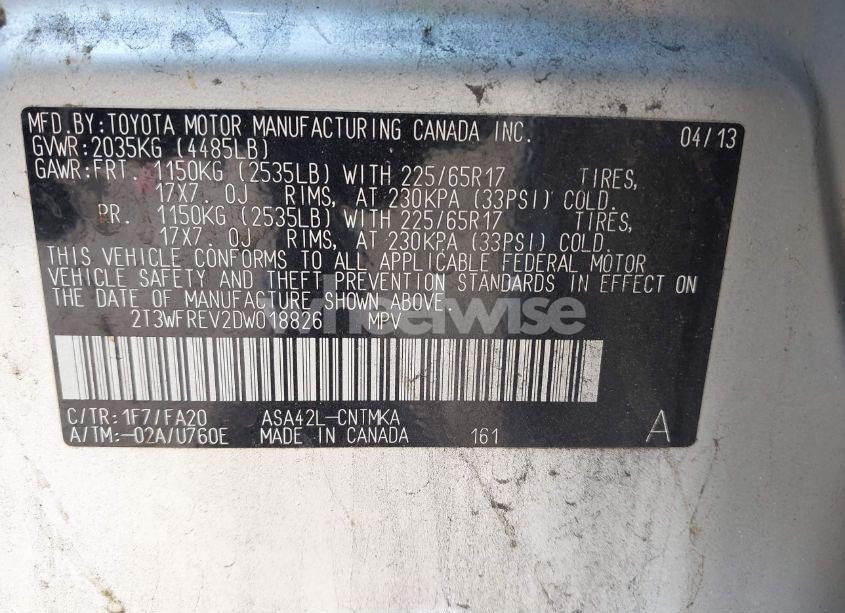 MFD.BY:TOYOTA MOTOR MANUFACTURING CANADA INC. 04/13
GVWR:2035KG (4485LB)
GAWR:FRT. 1150KG (2535LB) WITH 225/65R17 TIRES,
17X7.0J RIMS, AT 230KPA (33PSI) COLD.
PR. 1150KG (2535LB) WITH 225/65R17 TIRES,
17X7.0J RIMS, AT 230KPA (33PSI) COLD.
THIS VEHICLE CONFORMS TO ALL APPLICABLE FEDERAL MOTOR
VEHICLE SAFETY AND THEFT PREVENTION STANDARDS IN EFFECT ON
THE DATE OF MANUFACTURE SHOWN ABOVE.
2T3WFREV2DW018826 MPV
wheelwise
C/TR:1F7/FA20 ASA42L-CNTMKA
A/TM:-02A/U760E MADE IN CANADA 161 A